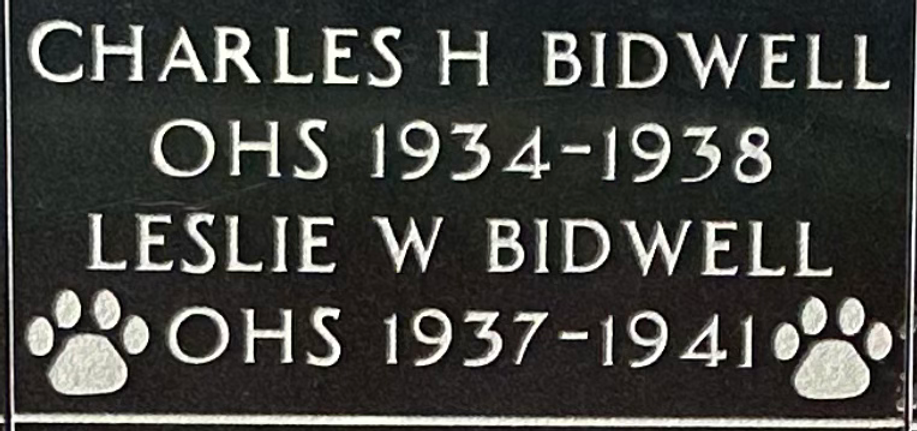 CHARLES H BIDWELL
OHS 1934-1938
LESLIE W BIDWELL
OHS 1937-1941